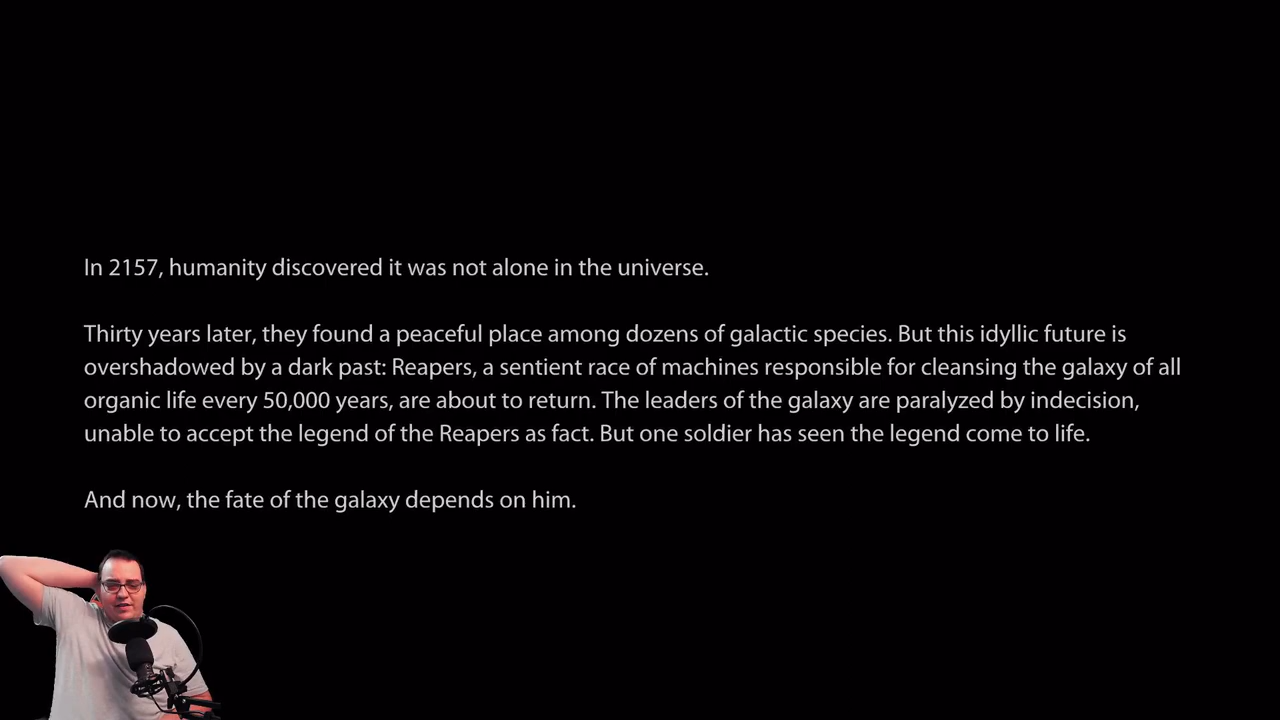 In 2157, humanity discovered it was not alone in the universe.
Thirty years later, they found a peaceful place among dozens of galactic species. But this idyllic future is
overshadowed by a dark past: Reapers, a sentient race of machines responsible for cleansing the galaxy of all
organic life every 50,000 years, are about to return. The leaders of the galaxy are paralyzed by indecision,
unable to accept the legend of the Reapers as fact. But one soldier has seen the legend come to life.
And now, the fate of the galaxy depends on him.